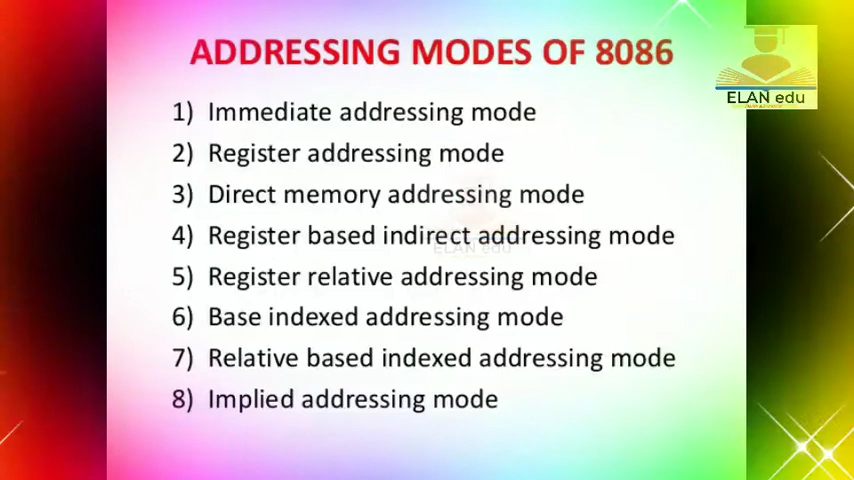 ADDRESSING MODES OF 8086
ELAN edu
1) Immediate addressing mode
2) Register addressing mode
3) Direct memory addressing mode
4) Register based indirect addressing mode
ELAN edu
5) Register relative addressing mode
6) Base indexed addressing mode
7) Relative based indexed addressing mode
8) Implied addressing mode